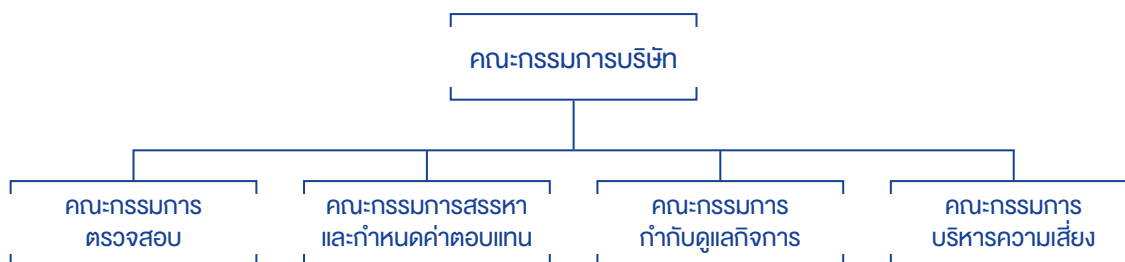 คณะกรรมการบริษัท
คณะกรรมการ
ตรวจสอบ
คณะกรรมการสรรหา
และกำหนดค่าตอบแทน
คณะกรรมการ
กำกับดูแลกิจการ
คณะกรรมการ
บริหารความเสี่ยง